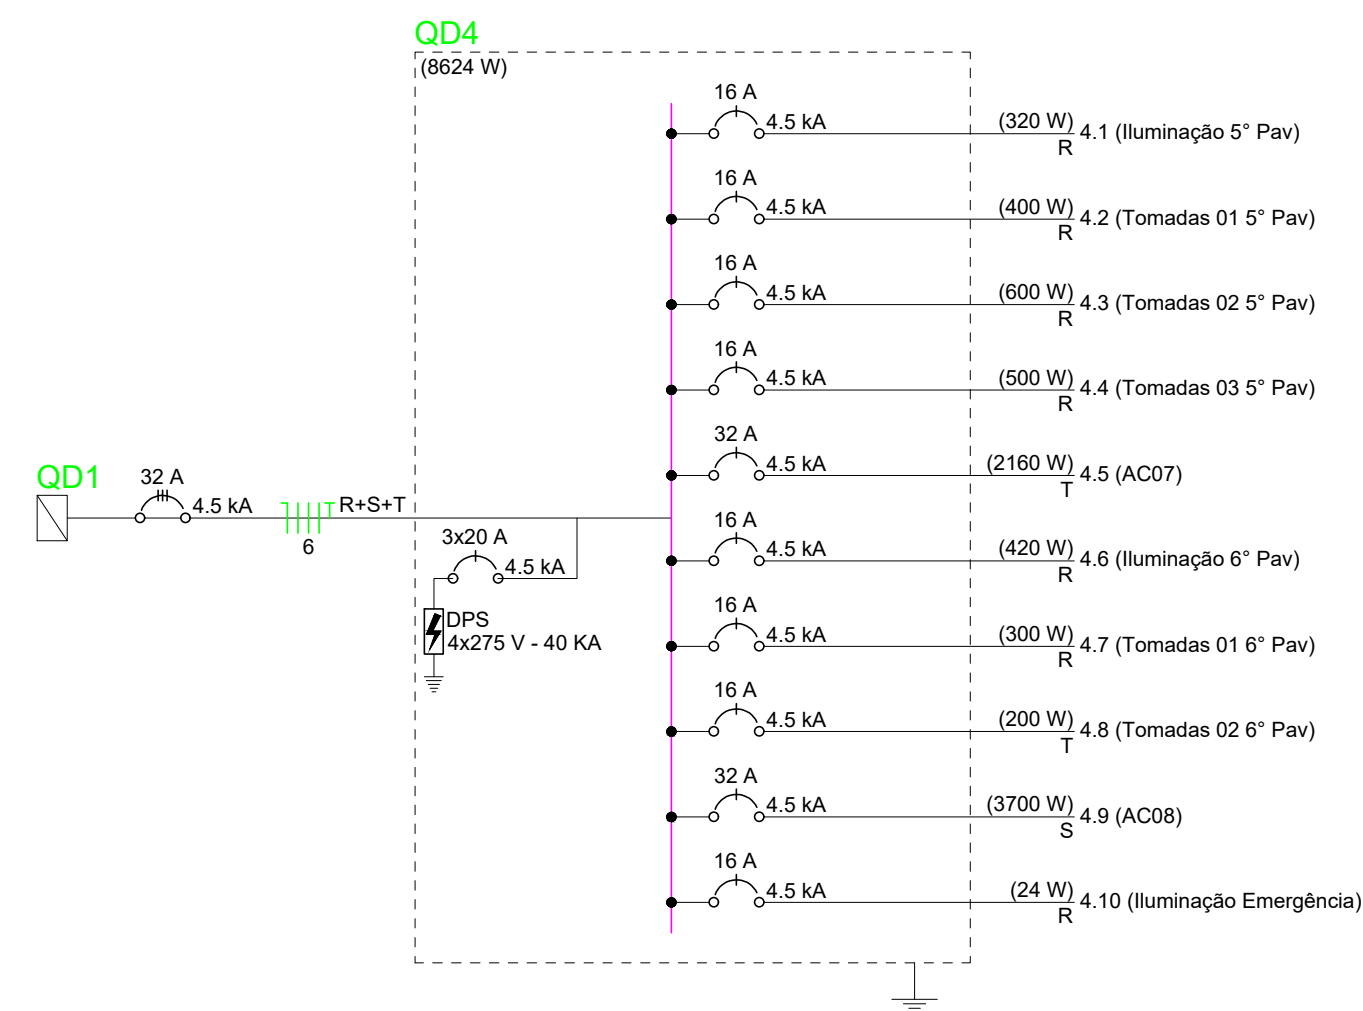 QD4
(8624 W)
16 A
4.5 kA
(320 W)
R
4.1 (Iluminação 5° Pav)
16 A
4.5 kA
(400 W)
R
4.2 (Tomadas 01 5° Pav)
16 A
4.5 kA
(600 W)
R
4.3 (Tomadas 02 5° Pav)
16 A
4.5 kA
(500 W)
R
4.4 (Tomadas 03 5° Pav)
32 A
4.5 kA
(2160 W)
T
4.5 (AC07)
QD1
32 A
4.5 kA
R+S+T
6
3x20 A
4.5 kA
DPS
4x275 V - 40 KA
16 A
4.5 kA
(420 W)
R
4.6 (Iluminação 6° Pav)
16 A
4.5 kA
(300 W)
R
4.7 (Tomadas 01 6° Pav)
16 A
4.5 kA
(200 W)
T
4.8 (Tomadas 02 6° Pav)
32 A
4.5 kA
(3700 W)
S
4.9 (AC08)
16 A
4.5 kA
(24 W)
R
4.10 (Iluminação Emergência)